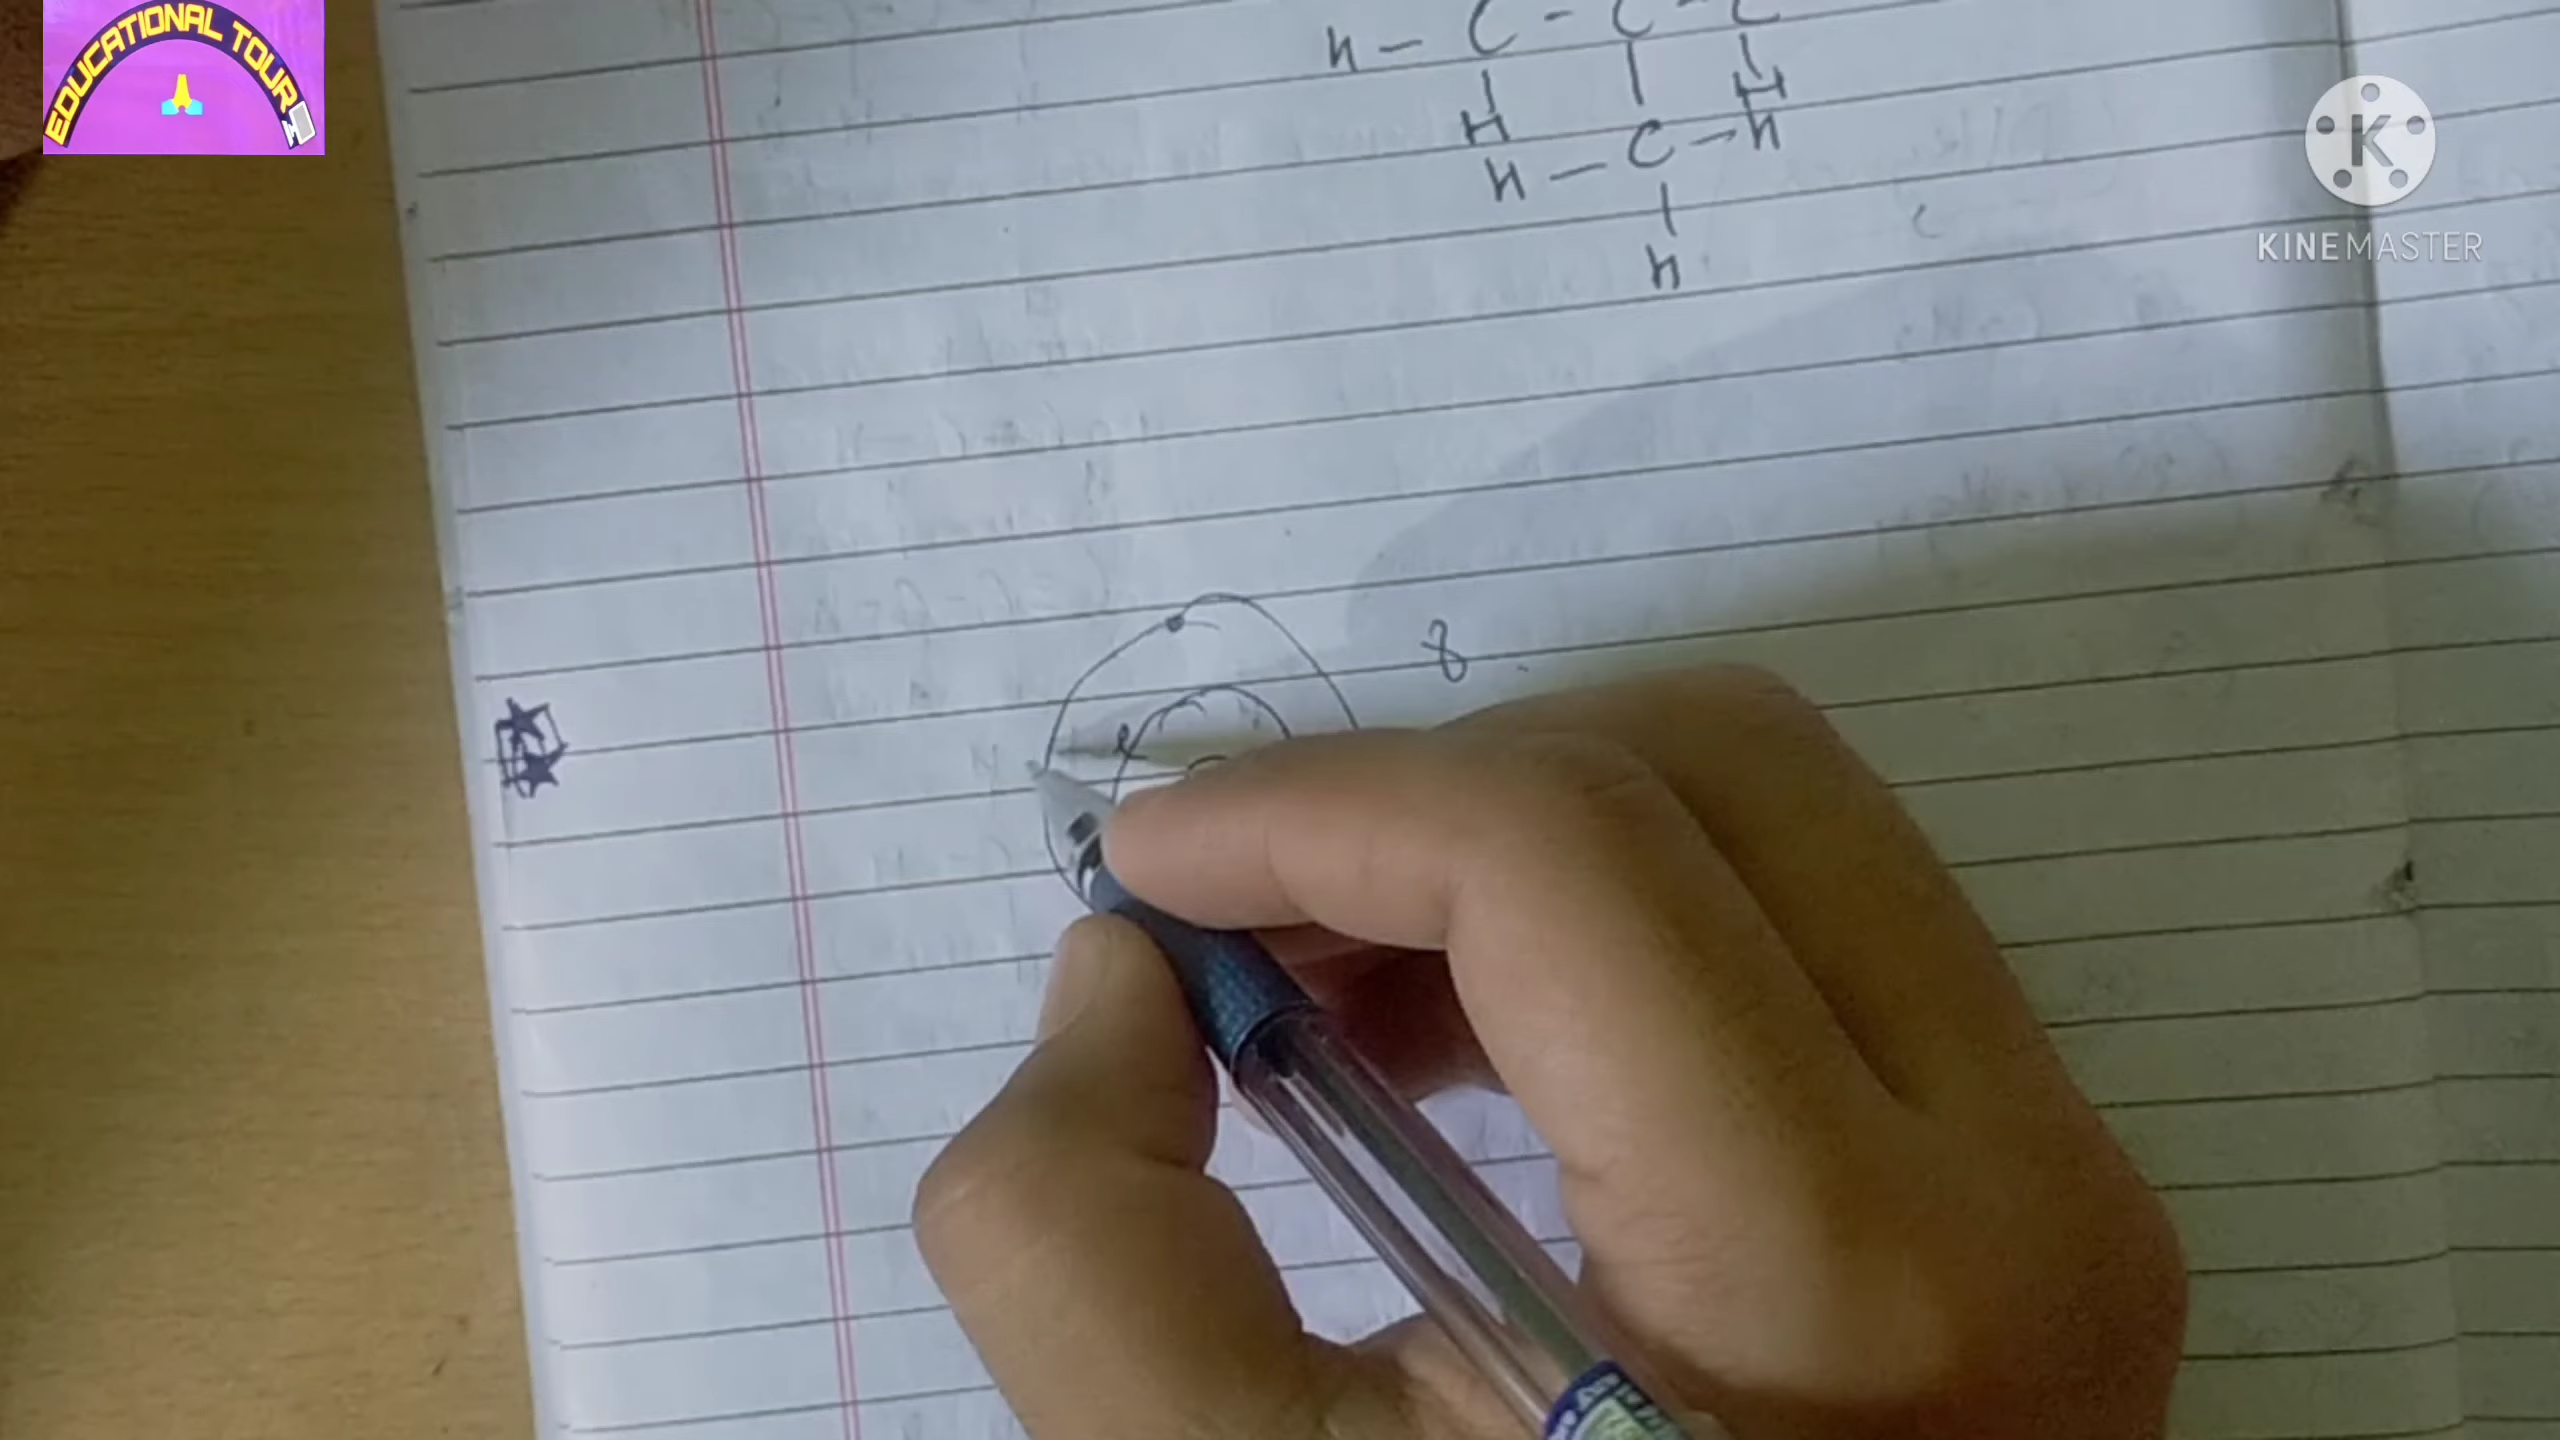 EDUCATIONAL TOUR
K
KINEMASTER
H - C - C - C
H
H
H - C - H
H
8
e